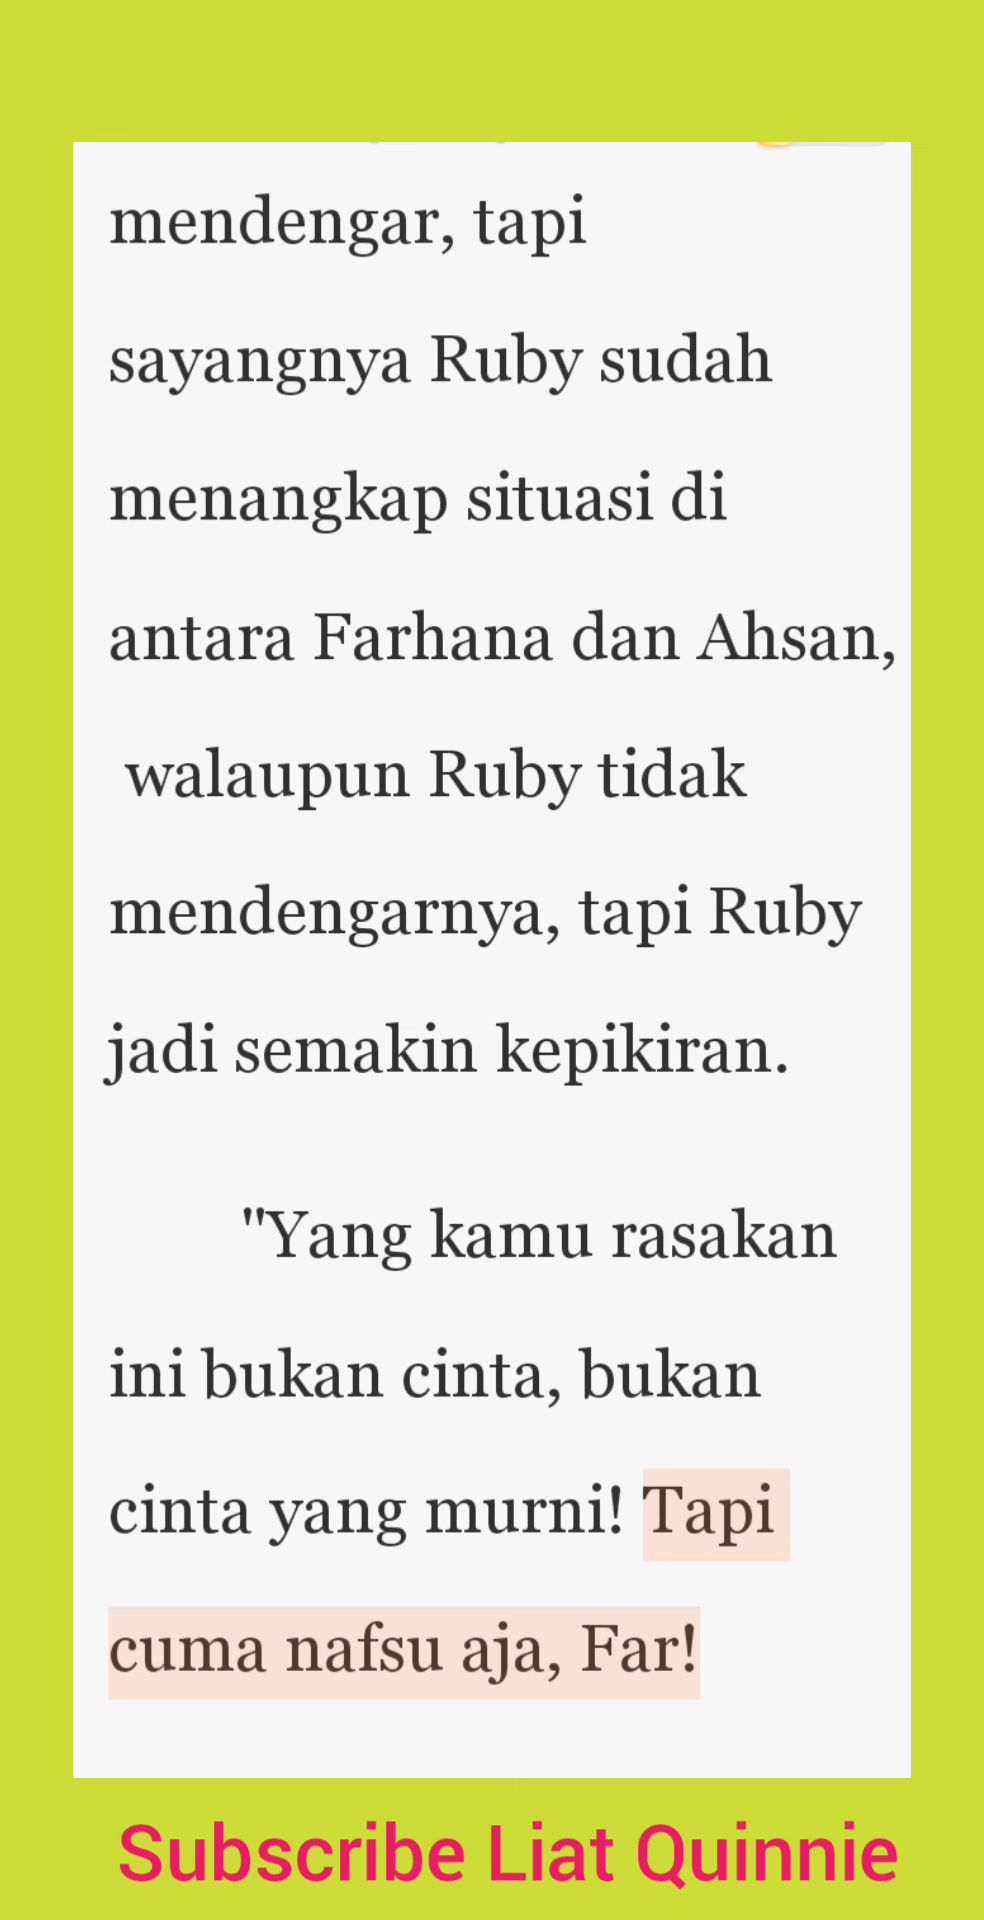 mendengar, tapi
sayangnya Ruby sudah
menangkap situasi di
antara Farhana dan Ahsan,
walaupun Ruby tidak
mendengarnya, tapi Ruby
jadi semakin kepikiran.
"Yang kamu rasakan
ini bukan cinta, bukan
cinta yang murni! Tapi
cuma nafsu aja, Far!
Subscribe Liat Quinnie